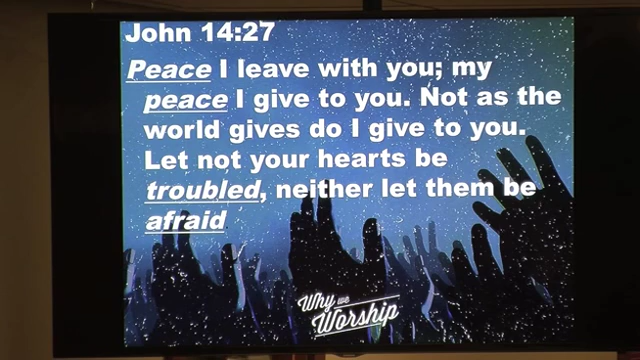 John 14:27
Peace I leave with you; my
peace I give to you. Not as the
world gives do I give to you.
Let not your hearts be
troubled, neither let them be
afraid
Why we
Worship